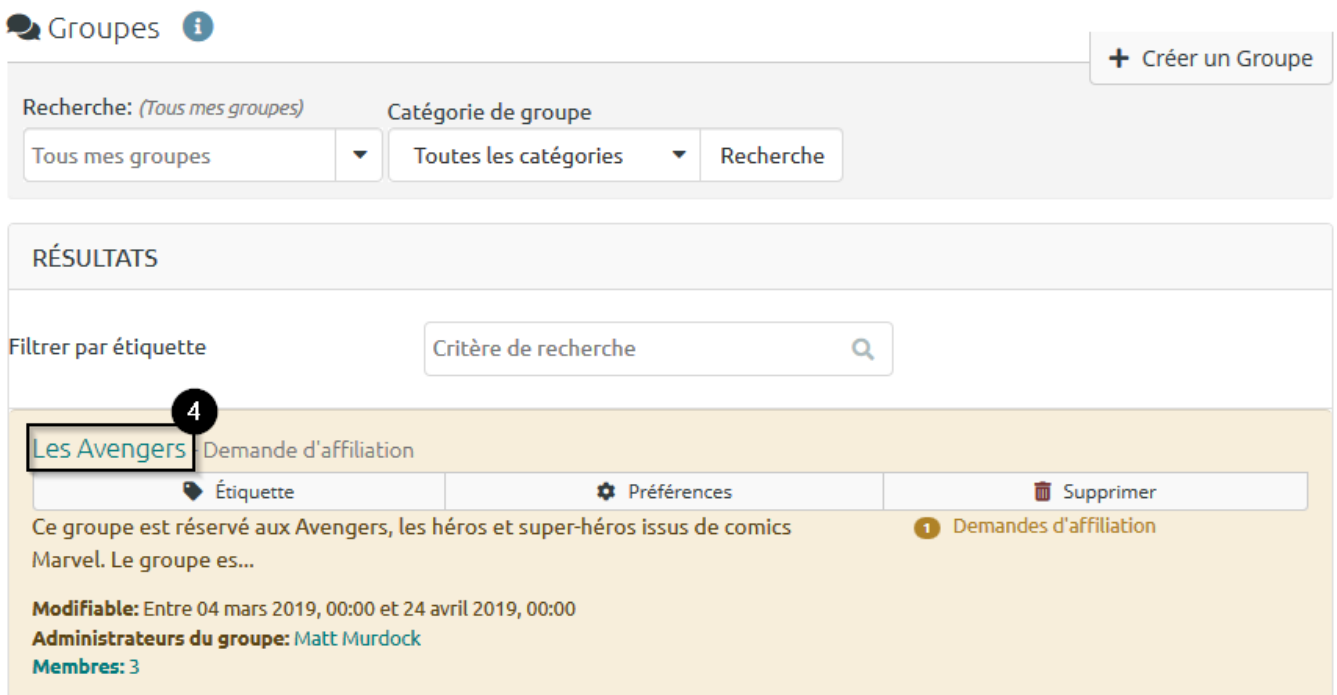 Groupes
+ Créer un Groupe
Recherche: (Tous mes groupes)
Catégorie de groupe
Tous mes groupes
Toutes les catégories
Recherche
RÉSULTATS
Filtrer par étiquette
Critère de recherche
4
Les Avengers - Demande d'affiliation
Étiquette
Préférences
Supprimer
Ce groupe est réservé aux Avengers, les héros et super-héros issus de comics
Marvel. Le groupe es...
1 Demandes d'affiliation
Modifiable: Entre 04 mars 2019, 00:00 et 24 avril 2019, 00:00
Administrateurs du groupe: Matt Murdock
Membres: 3